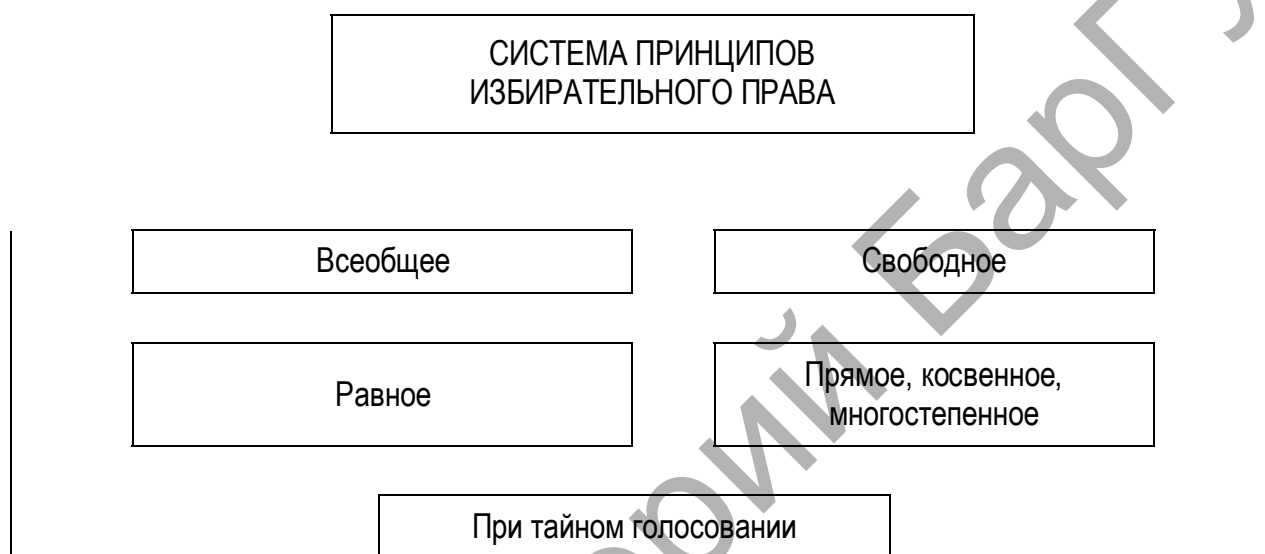 СИСТЕМА ПРИНЦИПОВ
ИЗБИРАТЕЛЬНОГО ПРАВА
Всеобщее
Свободное
Равное
Прямое, косвенное,
многостепенное
При тайном голосовании